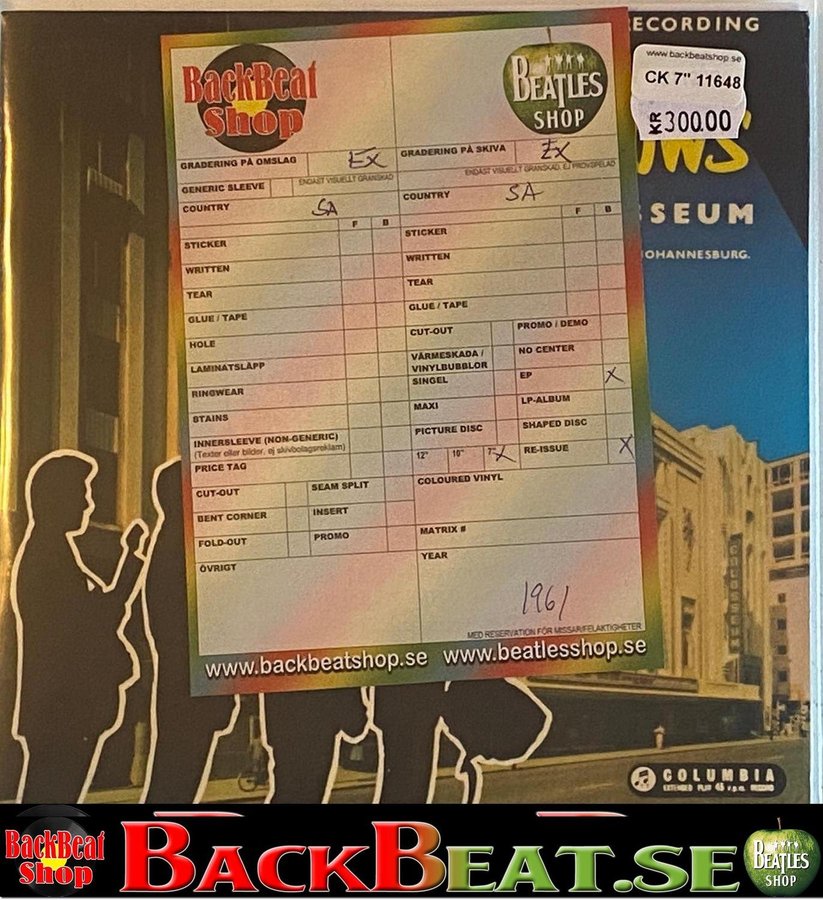 ECORDING
www.backbeatshop.se
CK 7" 11648
KR 300.00
OWS
SSEUM
OHANNESBURG.
BackBeat Shop
BEATLES SHOP
GRADERING PÅ OMSLAG Ex
ENDAST VISUELLT GRANSKAD
GENERIC SLEEVE
COUNTRY SA
F B
STICKER
WRITTEN
TEAR
GLUE / TAPE
HOLE
LAMINATSLÄPP
RINGWEAR
STAINS
INNERSLEEVE (NON-GENERIC)
(Texter eller bilder, ej skivbolagsreklam)
PRICE TAG
CUT-OUT SEAM SPLIT
BENT CORNER INSERT
FOLD-OUT PROMO
ÖVRIGT
GRADERING PÅ SKIVA Ex
ENDAST VISUELLT GRANSKAD, EJ PROVSPELAD
COUNTRY SA
F B
STICKER
WRITTEN
TEAR
GLUE / TAPE
CUT-OUT PROMO / DEMO
VÄRMESKADA / VINYLBUBBLOR NO CENTER
SINGEL EP X
MAXI LP-ALBUM
PICTURE DISC SHAPED DISC
12" 10" 7" X RE-ISSUE X
COLOURED VINYL
MATRIX #
YEAR
1961
MED RESERVATION FÖR MISSAR/FELAKTIGHETER
www.backbeatshop.se www.beatlesshop.se
COLOSSEUM
COLUMBIA
EXTENDED PLAY 45 r.p.m. RECORD
BackBeat Shop
BACKBEAT.SE
BEATLES SHOP